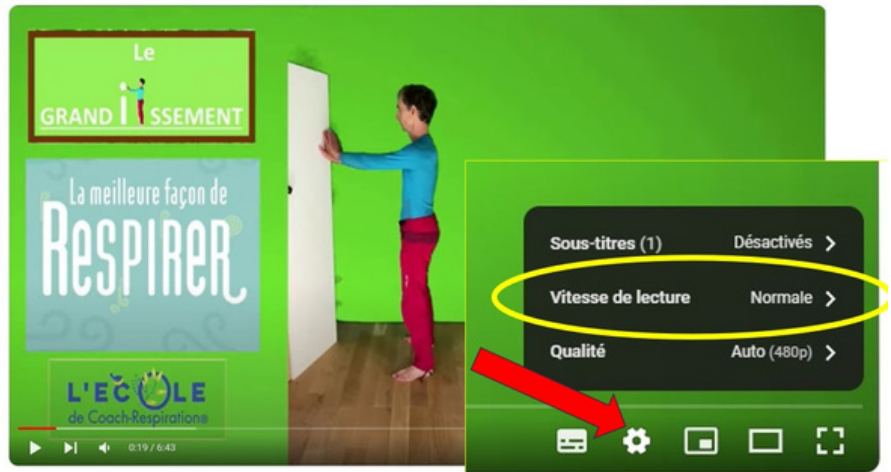 Le
GRAND i SSEMENT
La meilleure façon de
RESPIRER
L'ECOLE
de Coach-Respiration®
0:19 / 6:43
Sous-titres (1) Désactivés
Vitesse de lecture Normale
Qualité Auto (480p)